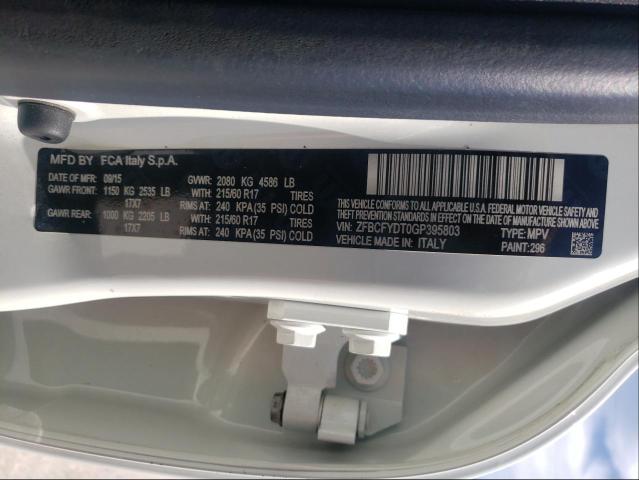 MFD BY FCA Italy S.p.A.
DATE OF MFR: 09/15 GVWR: 2080 KG 4586 LB
GAWR FRONT: 1150 KG 2535 LB WITH: 215/60 R17 TIRES
17X7 RIMS AT: 240 KPA(35 PSI) COLD
GAWR REAR: 1000 KG 2205 LB WITH: 215/60 R17 TIRES
17X7 RIMS AT: 240 KPA(35 PSI) COLD
THIS VEHICLE CONFORMS TO ALL APPLICABLE U.S.A. FEDERAL MOTOR VEHICLE SAFETY
AND THEFT PREVENTION STANDARDS IN EFFECT ON THE DATE OF MANUFACTURE SHOWN ABOVE
VIN: ZFBCFYDT0GP395803 TYPE: MPV
VEHICLE MADE IN: ITALY PAINT: 296